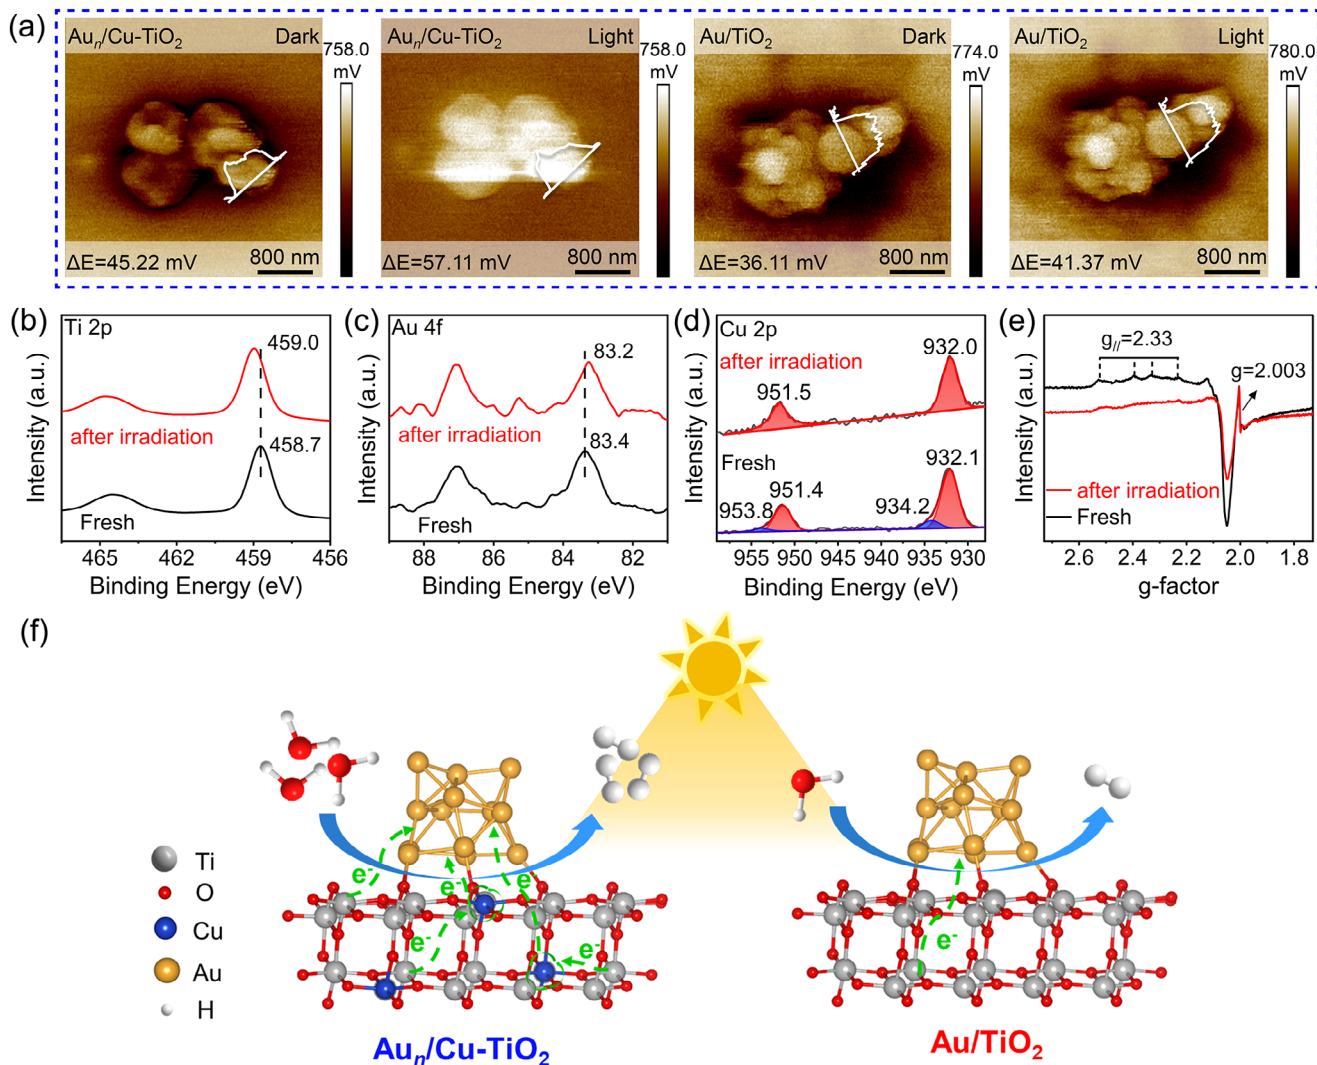 (a)
Auₙ/Cu-TiO₂ Dark
758.0
mV
ΔE=45.22 mV 800 nm
Auₙ/Cu-TiO₂ Light
758.0
mV
ΔE=57.11 mV 800 nm
Au/TiO₂ Dark
774.0
mV
ΔE=36.11 mV 800 nm
Au/TiO₂ Light
780.0
mV
ΔE=41.37 mV 800 nm
(b)
Ti 2p
459.0
after irradiation
458.7
Fresh
Intensity (a.u.)
465 462 459 456
Binding Energy (eV)
(c)
Au 4f
83.2
after irradiation
83.4
Fresh
Intensity (a.u.)
88 86 84 82
Binding Energy (eV)
(d)
Cu 2p
after irradiation
932.0
951.5
Fresh
932.1
951.4
953.8
934.2
Intensity (a.u.)
955 950 945 940 935 930
Binding Energy (eV)
(e)
g//=2.33
g=2.003
after irradiation
Fresh
Intensity (a.u.)
2.6 2.4 2.2 2.0 1.8
g-factor
(f)
Ti
O
Cu
Au
H
e⁻
e⁻
e
e⁻
e⁻
e⁻
Auₙ/Cu-TiO₂
Au/TiO₂